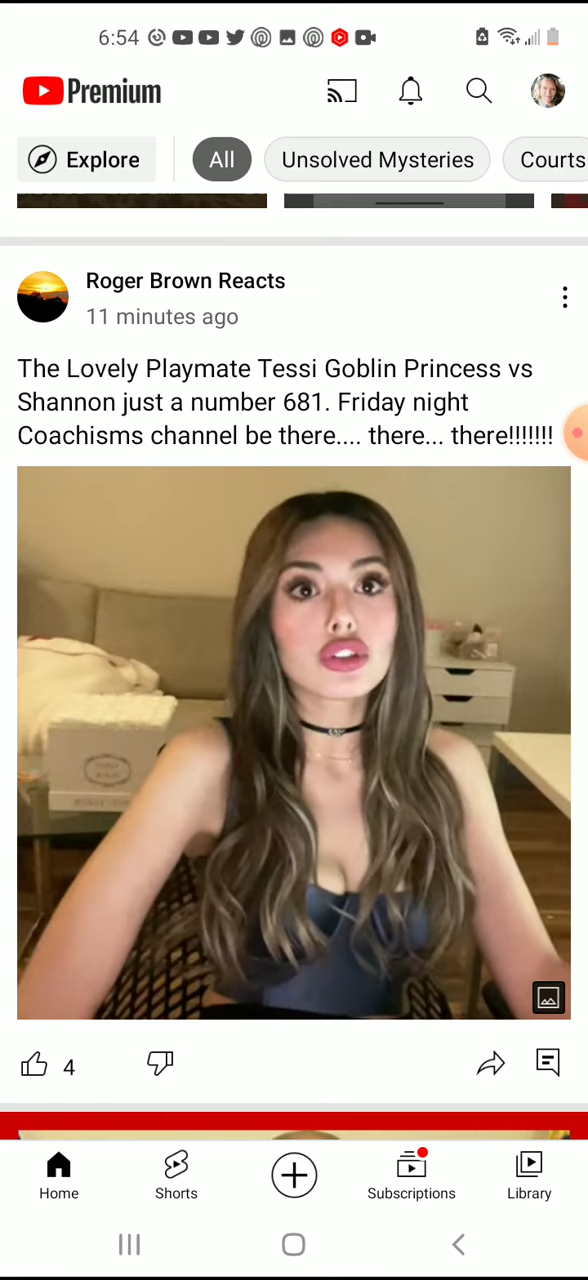 6:54
Premium
Explore
All
Unsolved Mysteries
Courts
Roger Brown Reacts
11 minutes ago
The Lovely Playmate Tessi Goblin Princess vs
Shannon just a number 681. Friday night
Coachisms channel be there.... there... there!!!!!!!
4
Home
Shorts
Subscriptions
Library